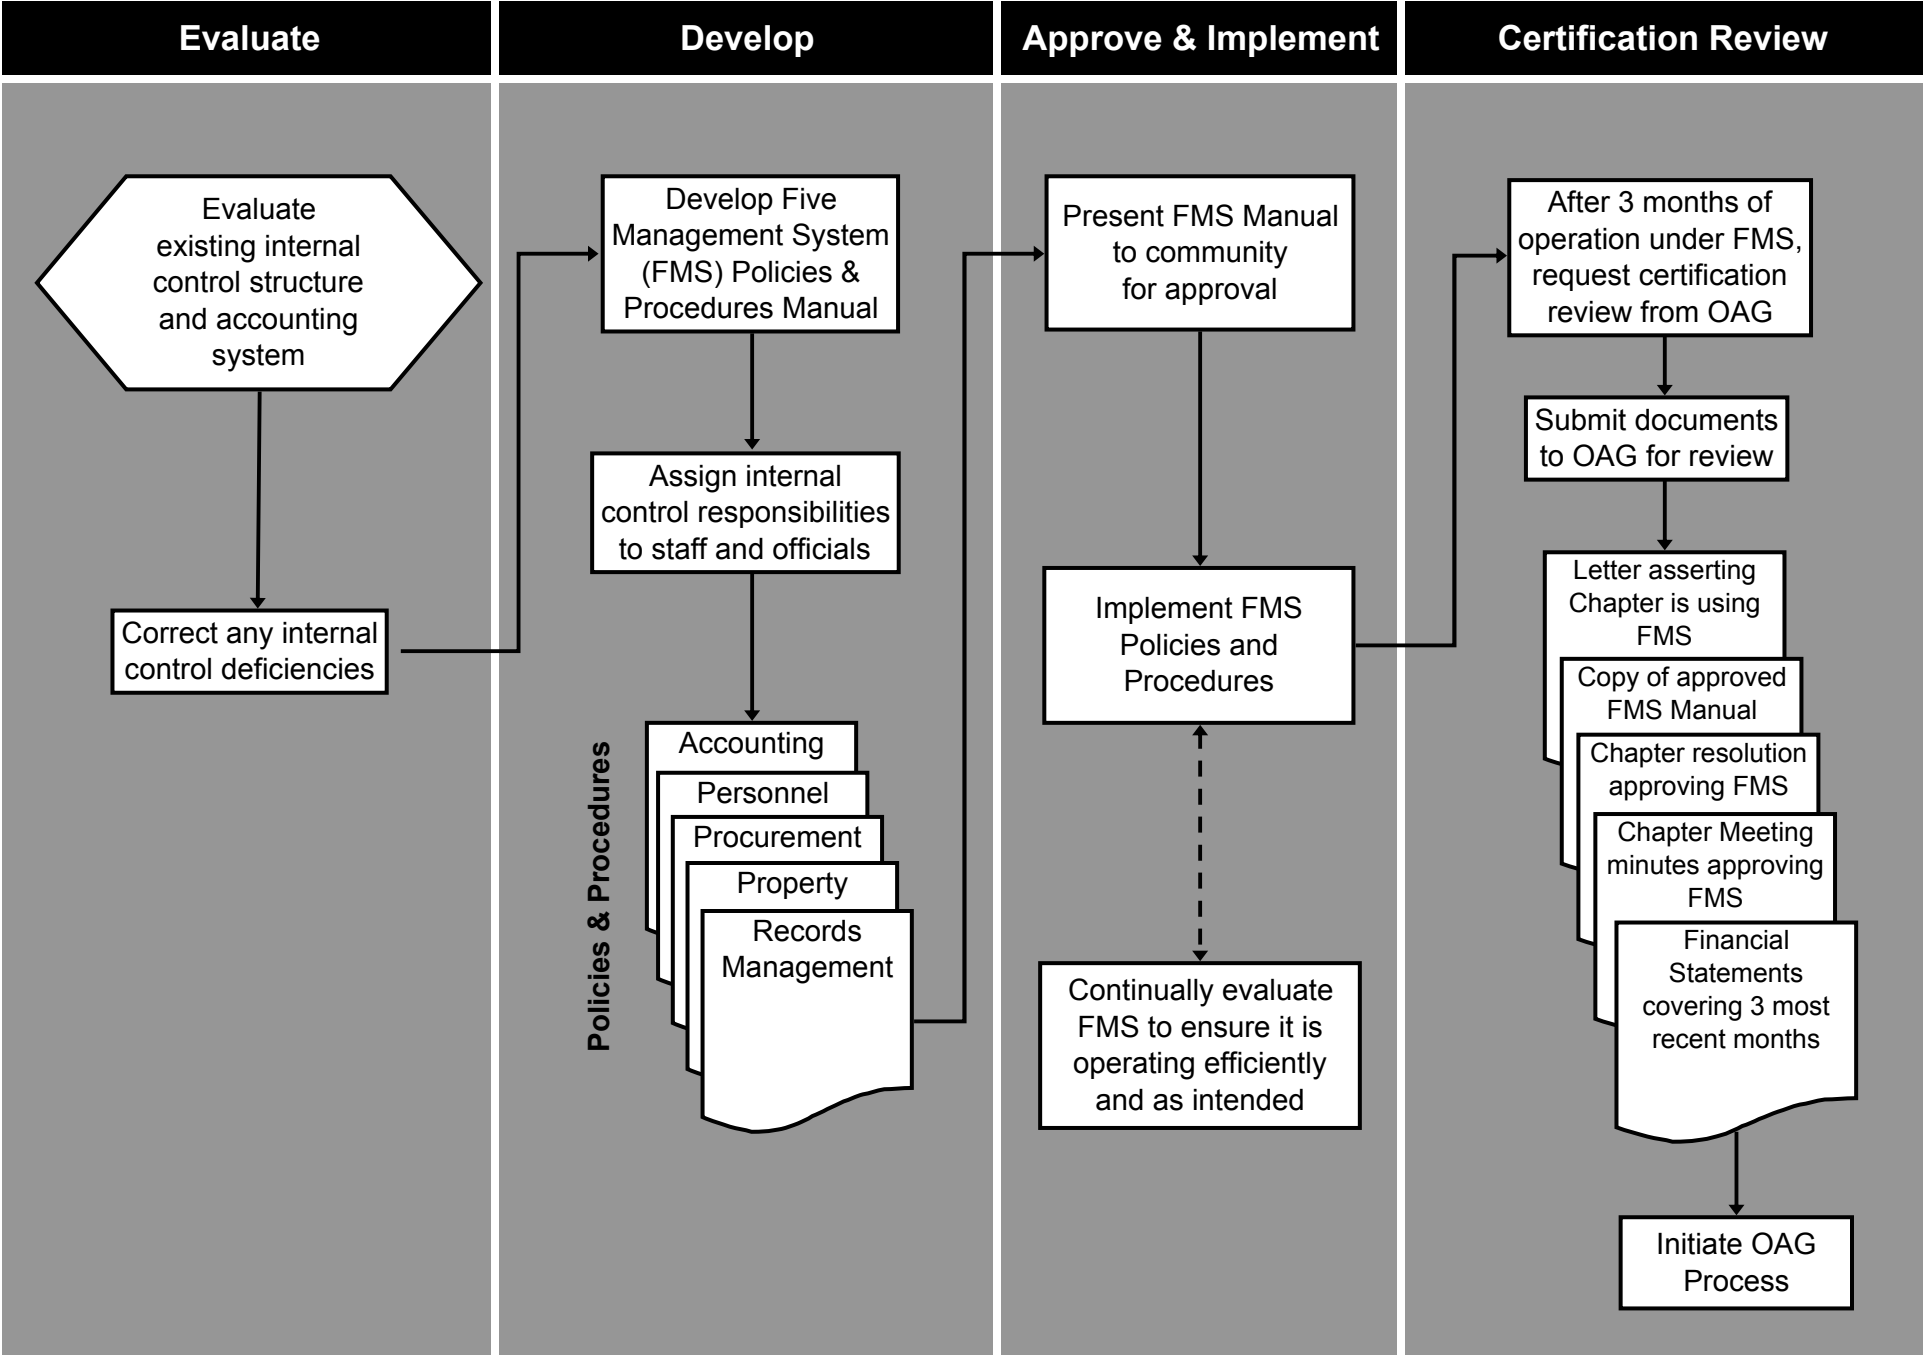 Evaluate
Develop
Approve & Implement
Certification Review
Evaluate
existing internal
control structure
and accounting
system
Correct any internal
control deficiencies
Develop Five
Management System
(FMS) Policies &
Procedures Manual
Assign internal
control responsibilities
to staff and officials
Policies & Procedures
Accounting
Personnel
Procurement
Property
Records
Management
Present FMS Manual
to community
for approval
Implement FMS
Policies and
Procedures
Continually evaluate
FMS to ensure it is
operating efficiently
and as intended
After 3 months of
operation under FMS,
request certification
review from OAG
Submit documents
to OAG for review
Letter asserting
Chapter is using
FMS
Copy of approved
FMS Manual
Chapter resolution
approving FMS
Chapter Meeting
minutes approving
FMS
Financial
Statements
covering 3 most
recent months
Initiate OAG
Process